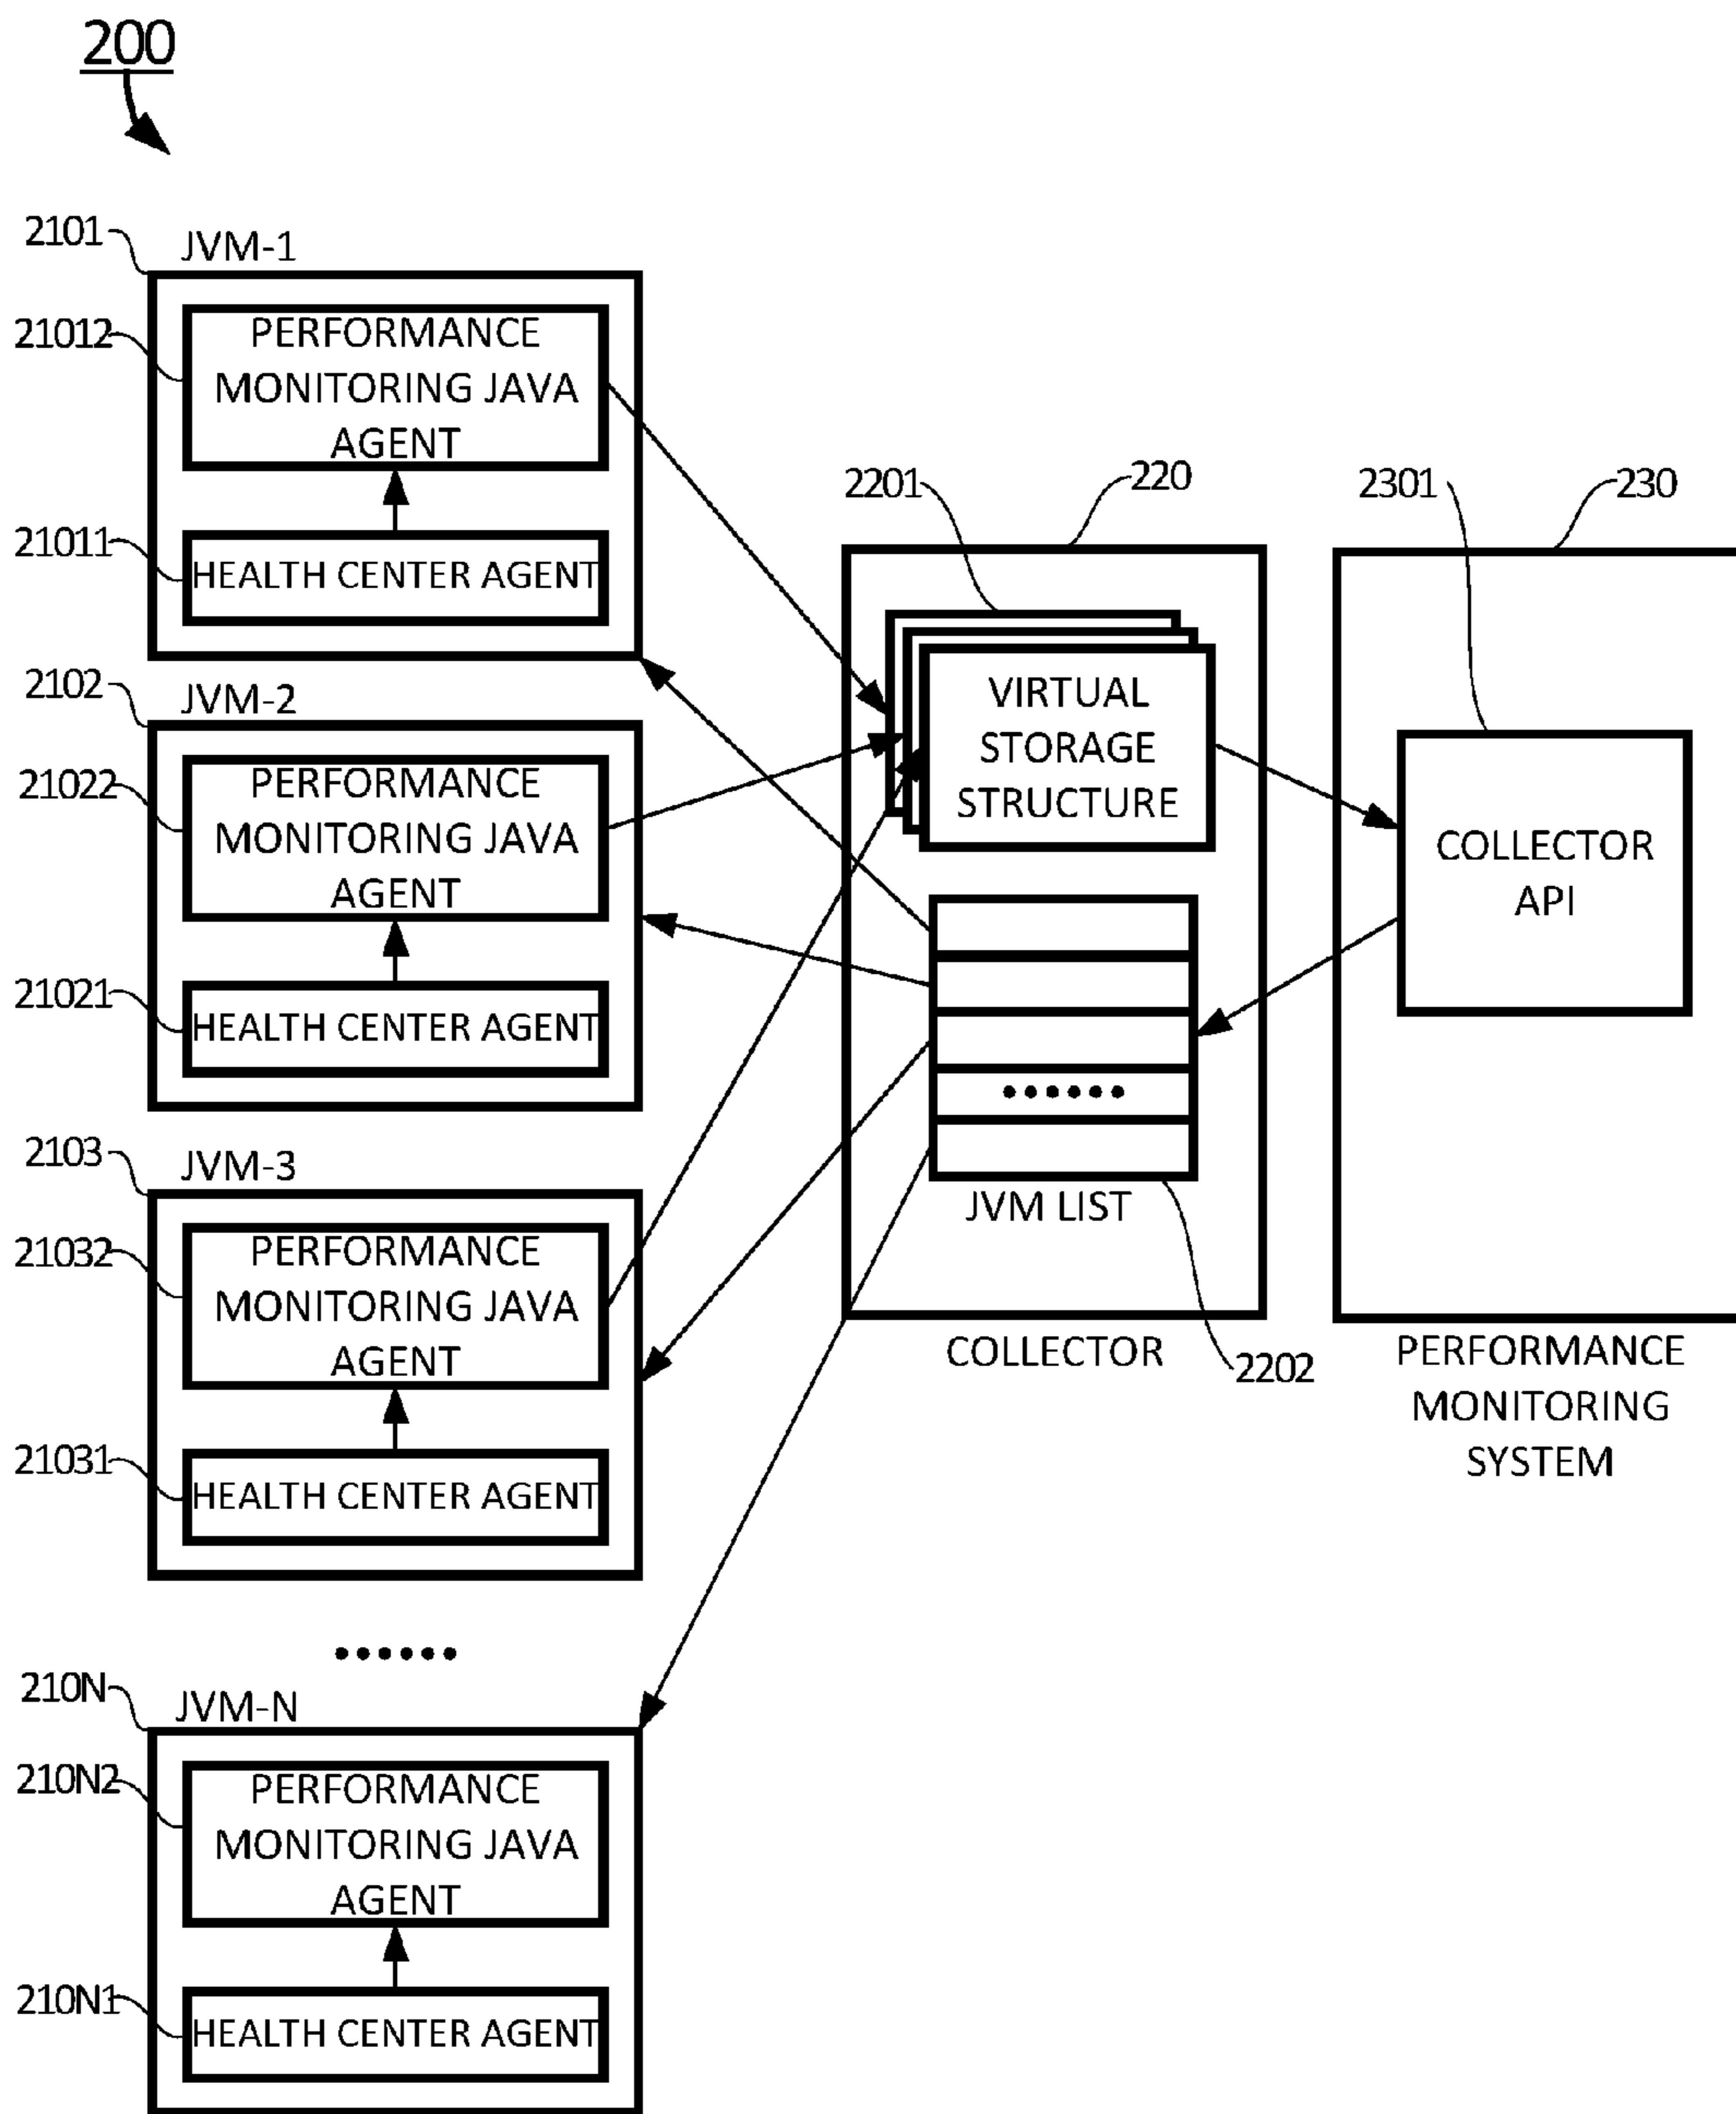 200
2101
JVM-1
21012
PERFORMANCE
MONITORING JAVA
AGENT
21011
HEALTH CENTER AGENT
2102
JVM-2
21022
PERFORMANCE
MONITORING JAVA
AGENT
21021
HEALTH CENTER AGENT
2103
JVM-3
21032
PERFORMANCE
MONITORING JAVA
AGENT
21031
HEALTH CENTER AGENT
......
210N
JVM-N
210N2
PERFORMANCE
MONITORING JAVA
AGENT
210N1
HEALTH CENTER AGENT
2201
220
VIRTUAL
STORAGE
STRUCTURE
......
JVM LIST
COLLECTOR
2202
2301
230
COLLECTOR
API
PERFORMANCE
MONITORING
SYSTEM